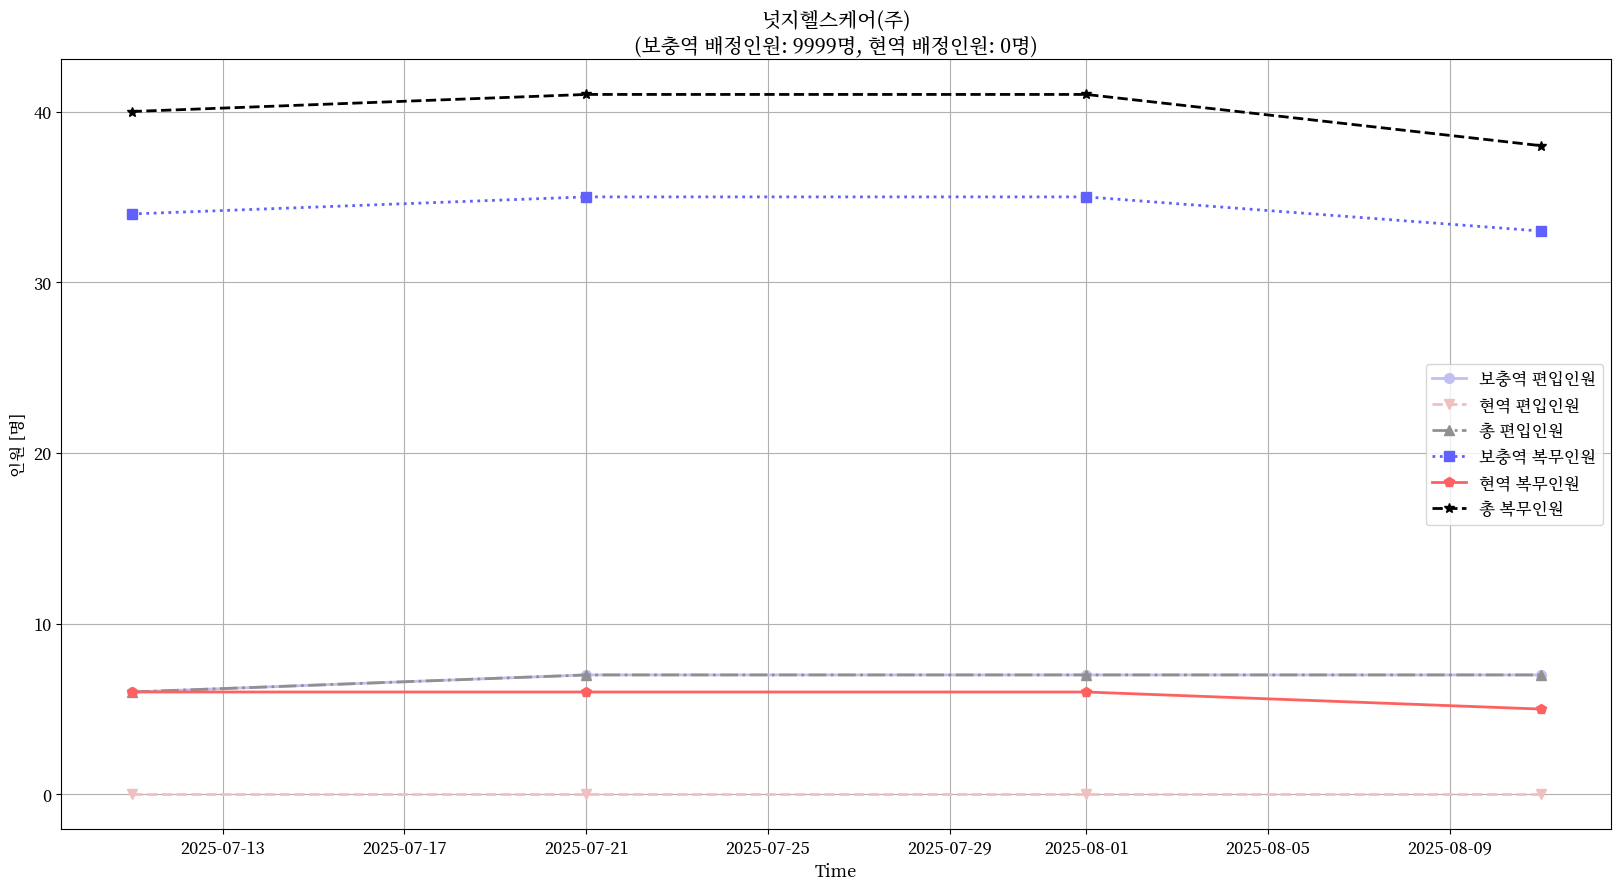 넛지헬스케어(주)
(보충역 배정인원: 9999명, 현역 배정인원: 0명)
인원 [명]
40
30
20
10
0
보충역 편입인원
현역 편입인원
총 편입인원
보충역 복무인원
현역 복무인원
총 복무인원
2025-07-13
2025-07-17
2025-07-21
2025-07-25
2025-07-29
2025-08-01
2025-08-05
2025-08-09
Time